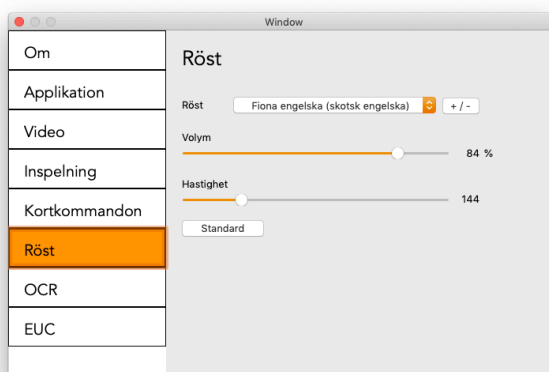 Window
Om
Applikation
Video
Inspelning
Kortkommandon
Röst
OCR
EUC
Röst
Röst Fiona engelska (skotsk engelska) + / -
Volym
84 %
Hastighet
144
Standard